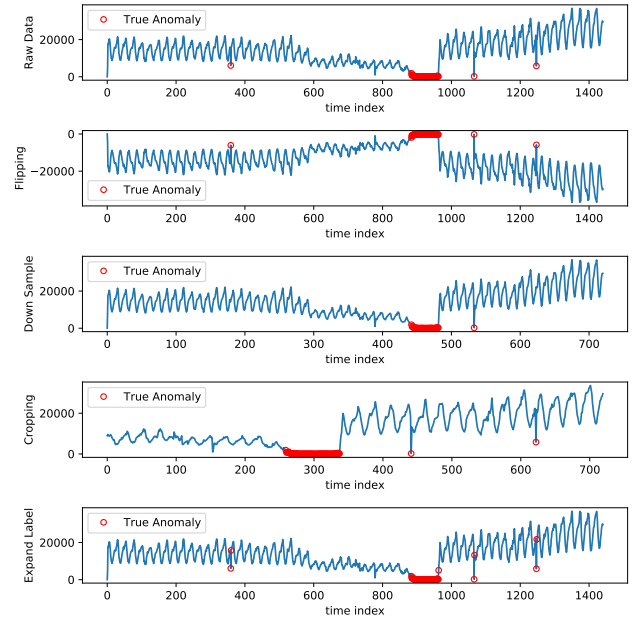 Raw Data
20000
0
True Anomaly
0 200 400 600 800 1000 1200 1400
time index
Flipping
0
−20000
True Anomaly
0 200 400 600 800 1000 1200 1400
time index
Down Sample
20000
0
True Anomaly
0 100 200 300 400 500 600 700
time index
Cropping
20000
0
True Anomaly
0 100 200 300 400 500 600 700
time index
Expand Label
20000
0
True Anomaly
0 200 400 600 800 1000 1200 1400
time index